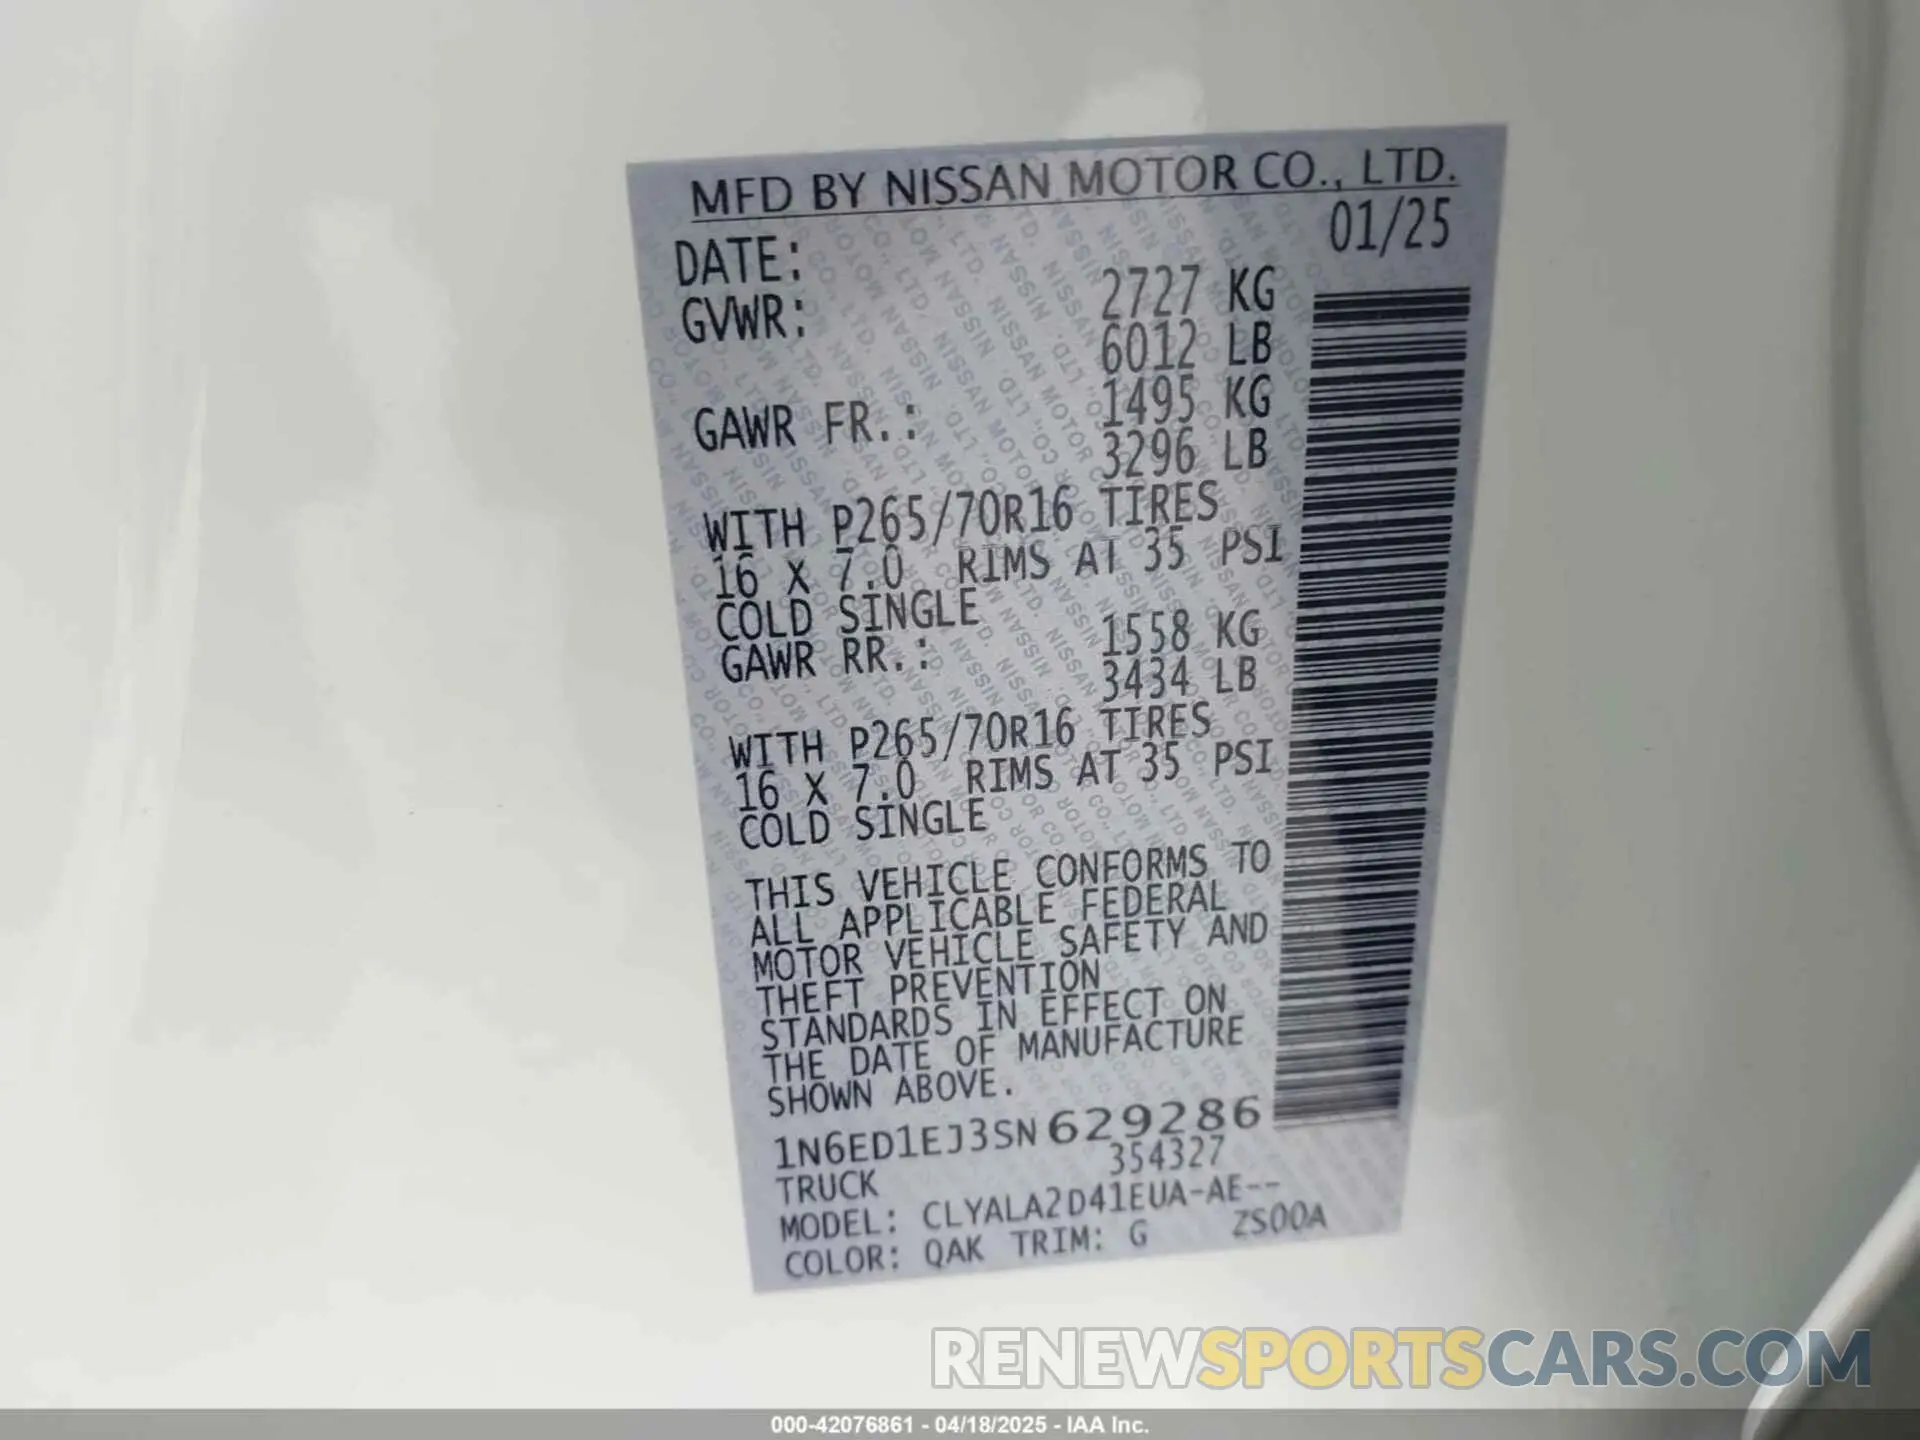 MFD BY NISSAN MOTOR CO., LTD.
DATE: 01/25
GVWR: 2727 KG
6012 LB
GAWR FR.: 1495 KG
3296 LB
WITH P265/70R16 TIRES
16 X 7.0 RIMS AT 35 PSI
COLD SINGLE
GAWR RR.: 1558 KG
3434 LB
WITH P265/70R16 TIRES
16 X 7.0 RIMS AT 35 PSI
COLD SINGLE
THIS VEHICLE CONFORMS TO
ALL APPLICABLE FEDERAL
MOTOR VEHICLE SAFETY AND
THEFT PREVENTION
STANDARDS IN EFFECT ON
THE DATE OF MANUFACTURE
SHOWN ABOVE.
1N6ED1EJ3SN629286
TRUCK 354327
MODEL: CLYALA2D41EUA-AE--
COLOR: QAK TRIM: G ZS00A
RENEWSPORTSCARS.COM
000-42076861 - 04/18/2025 - IAA Inc.